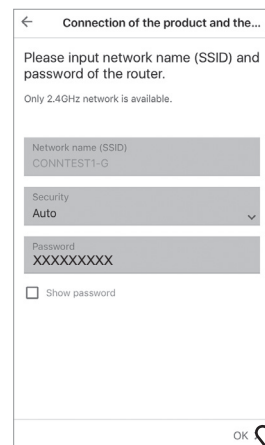 Connection of the product and the...
Please input network name (SSID) and
password of the router.
Only 2.4GHz network is available.
Network name (SSID)
CONNTEST1-G
Security
Auto
Password
XXXXXXXXX
Show password
OK